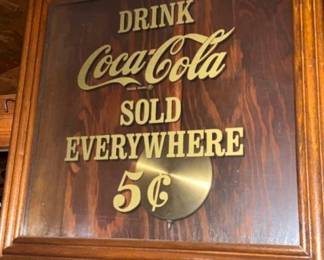 DRINK
Coca-Cola
SOLD
EVERYWHERE
5¢